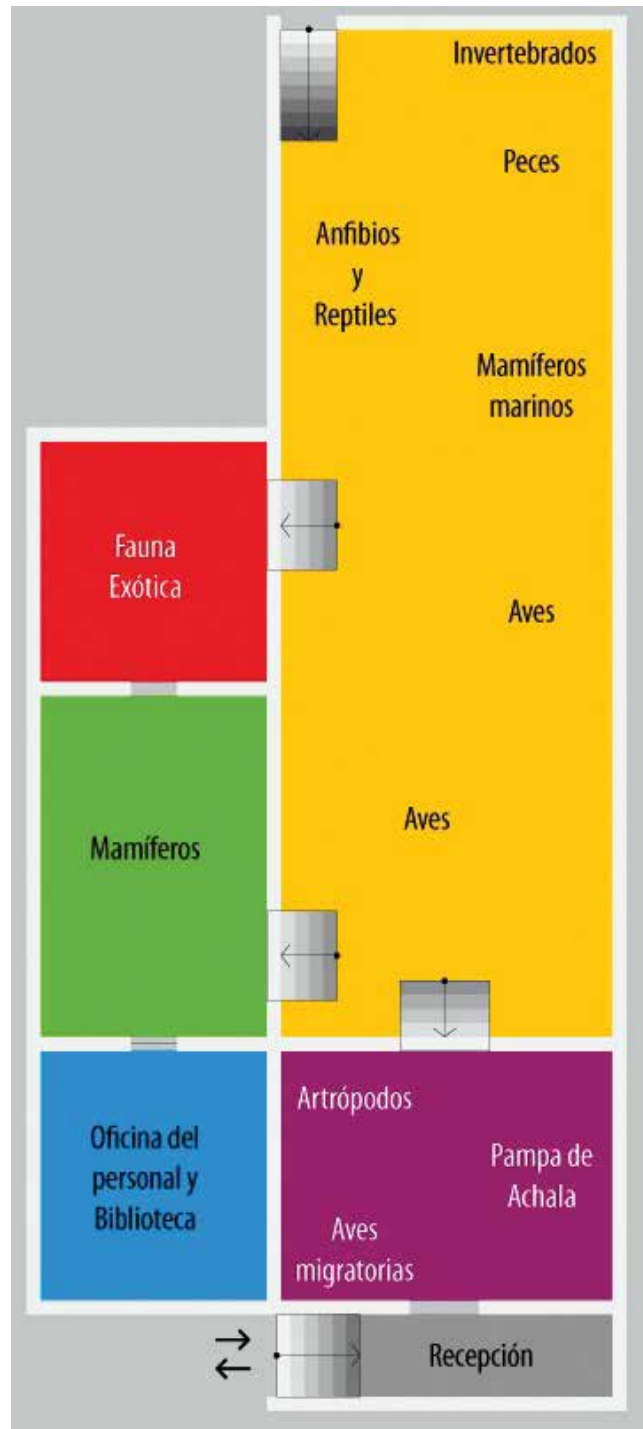 Invertebrados
Peces
Anfibios
y
Reptiles
Mamíferos
marinos
Fauna
Exótica
Aves
Aves
Mamíferos
Artrópodos
Oficina del
personal y
Biblioteca
Pampa de
Achala
Aves
migratorias
Recepción